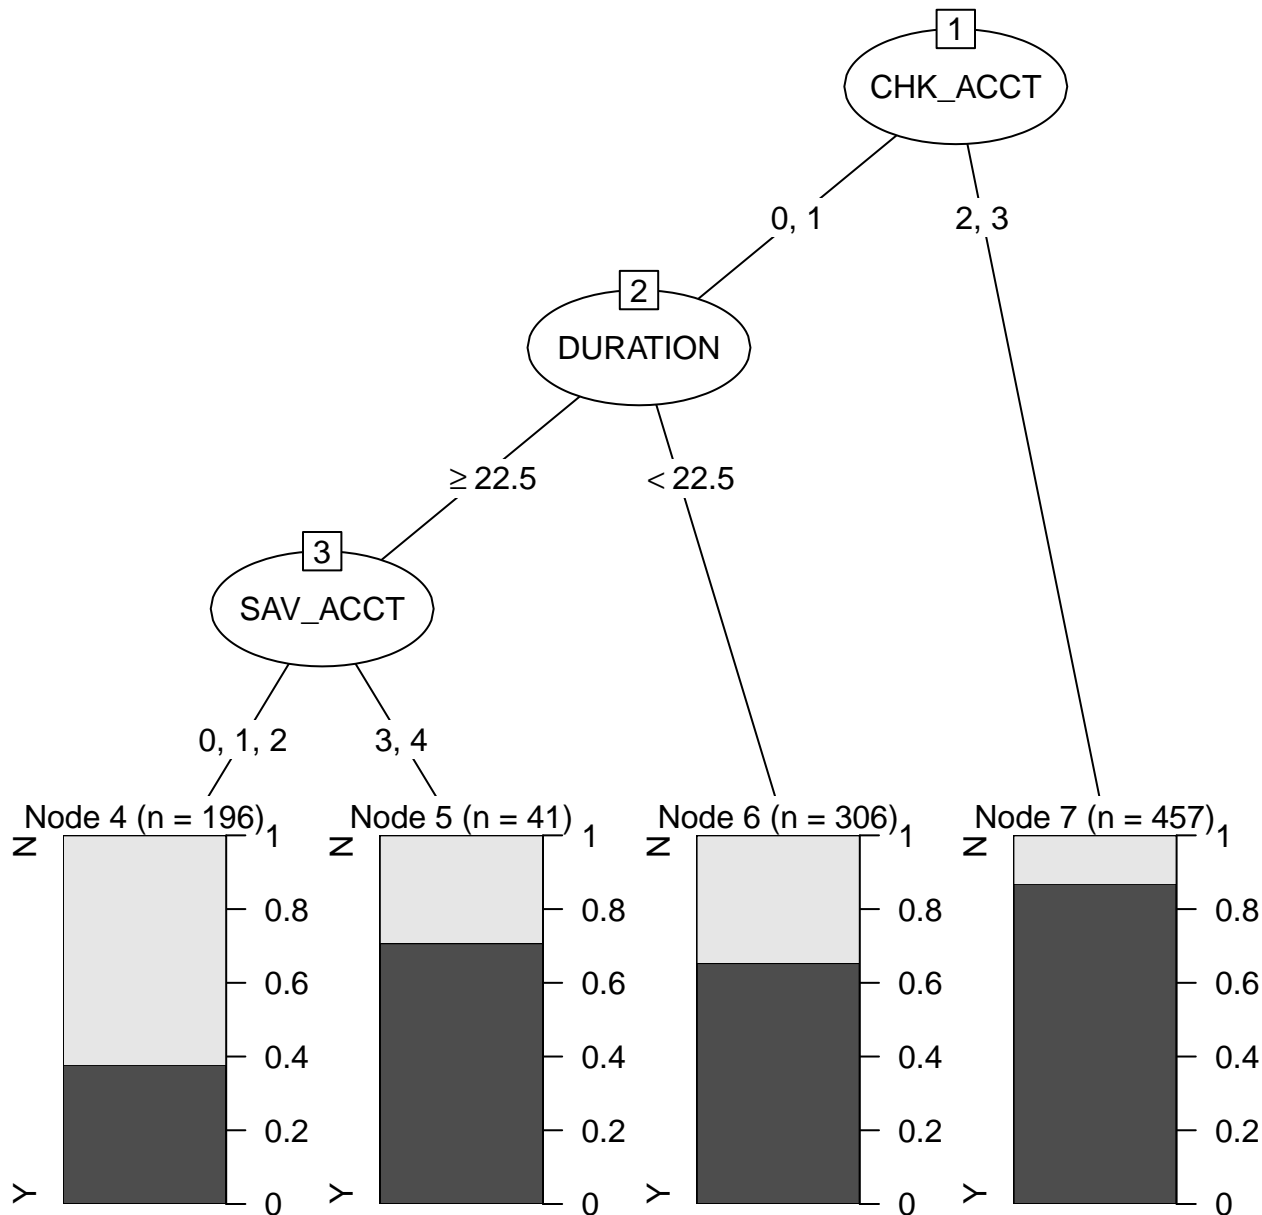 1
CHK_ACCT
0, 1
2, 3
2
DURATION
≥ 22.5
< 22.5
3
SAV_ACCT
0, 1, 2
3, 4
Node 4 (n = 196)
N
Y
1
0.8
0.6
0.4
0.2
0
Node 5 (n = 41)
N
Y
1
0.8
0.6
0.4
0.2
0
Node 6 (n = 306)
N
Y
1
0.8
0.6
0.4
0.2
0
Node 7 (n = 457)
N
Y
1
0.8
0.6
0.4
0.2
0